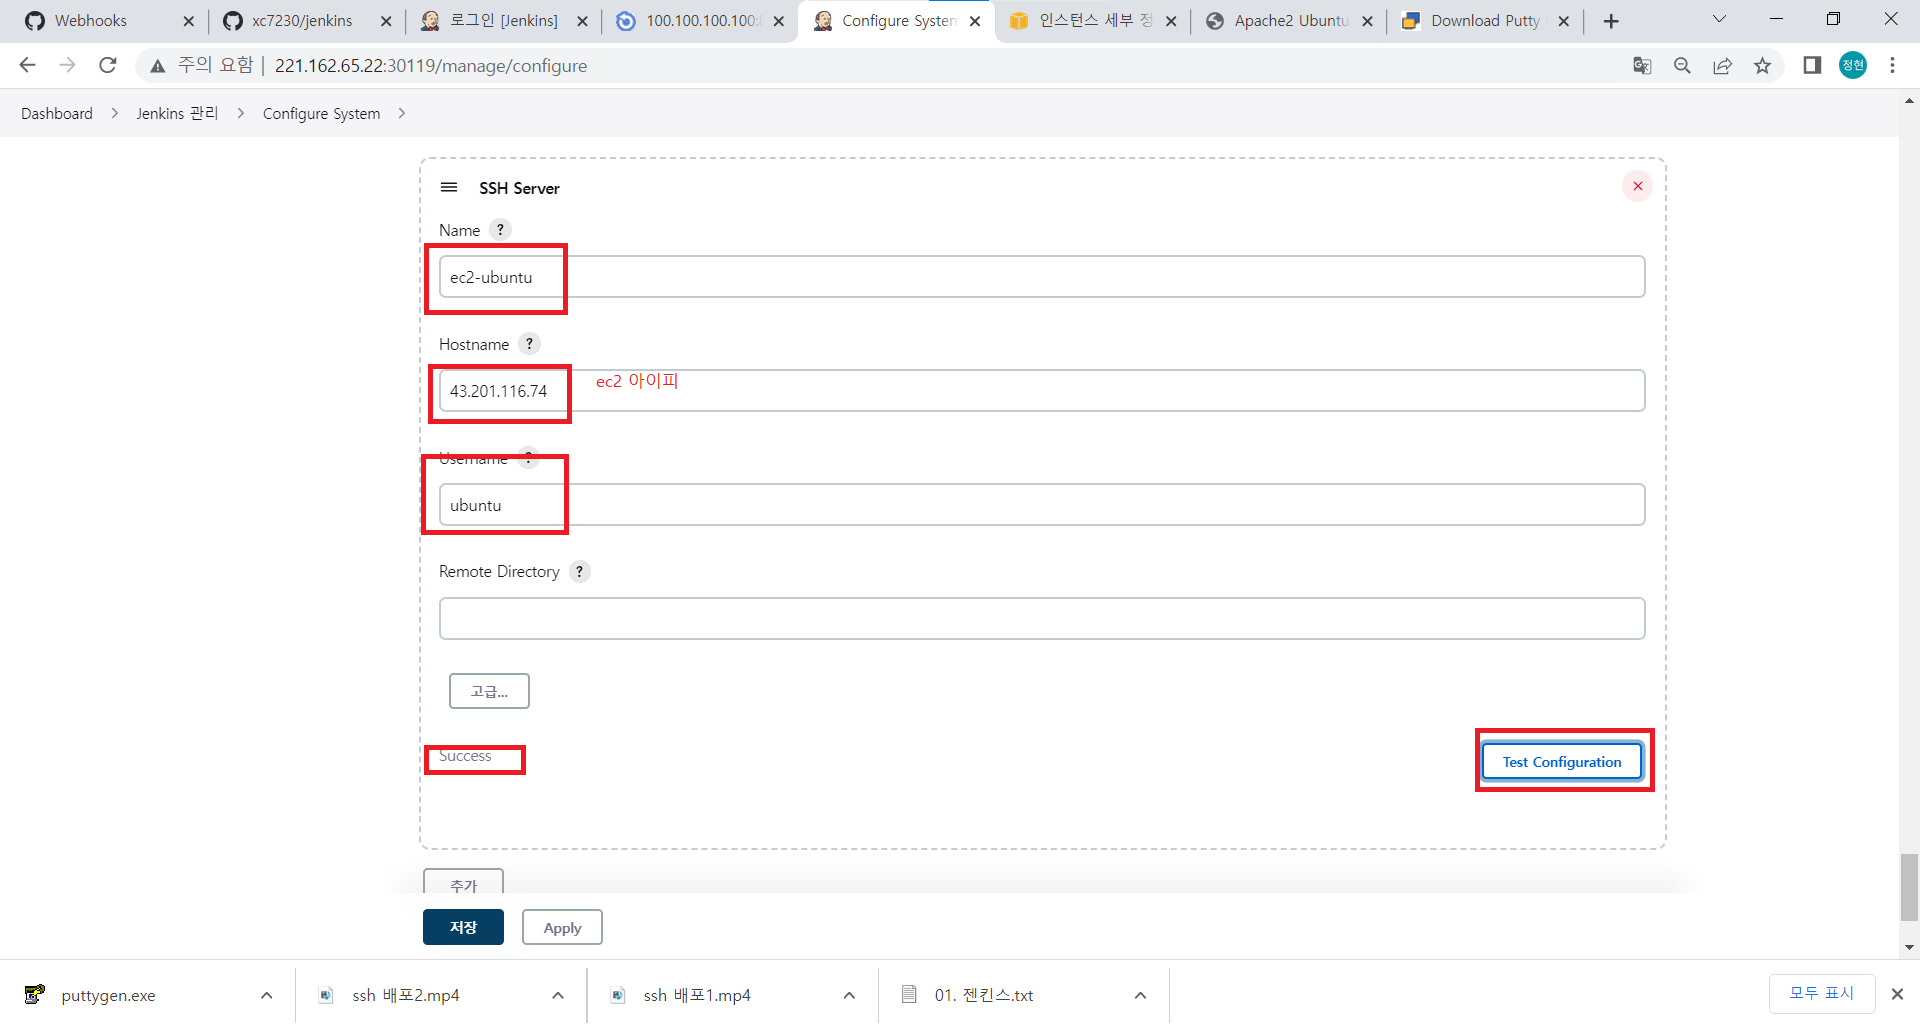 Webhooks
xc7230/jenkins
로그인 [Jenkins]
100.100.100.100:
Configure System
인스턴스 세부 정
Apache2 Ubuntu
Download Putty
주의 요함 | 221.162.65.22:30119/manage/configure
정현
Dashboard > Jenkins 관리 > Configure System >
SSH Server
Name ?
ec2-ubuntu
Hostname ?
43.201.116.74
ec2 아이피
Username ?
ubuntu
Remote Directory ?
고급...
Success
Test Configuration
추가
저장
Apply
puttygen.exe
ssh 배포2.mp4
ssh 배포1.mp4
01. 젠킨스.txt
모두 표시